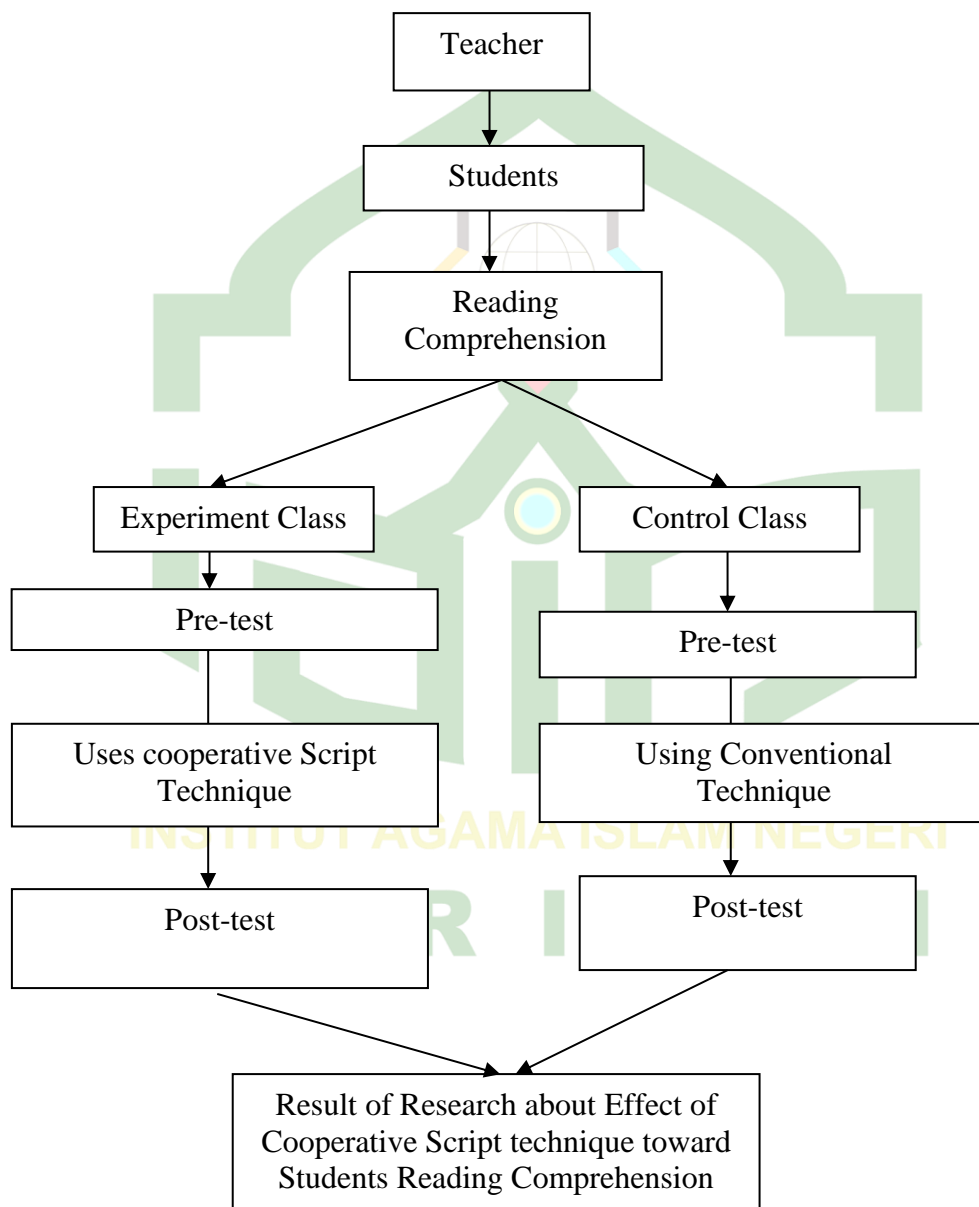 Teacher
Students
Reading
Comprehension
Experiment Class
Control Class
Pre-test
Pre-test
Uses cooperative Script
Technique
Using Conventional
Technique
INSTITUT AGAMA ISLAM NEGERI
Post-test
Post-test
Result of Research about Effect of
Cooperative Script technique toward
Students Reading Comprehension